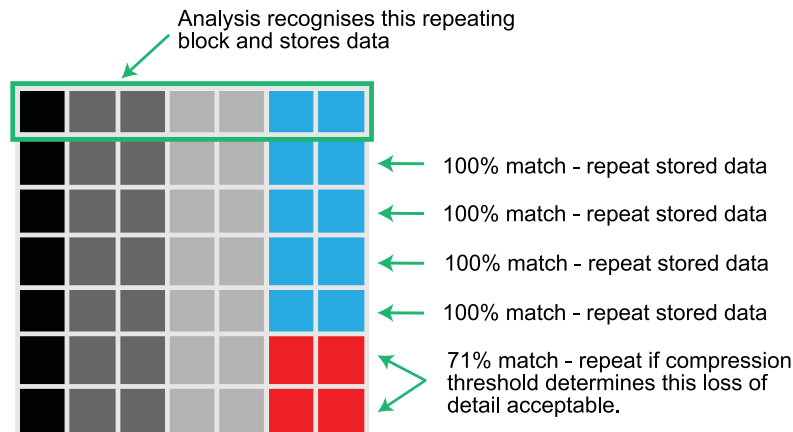 Analysis recognises this repeating
block and stores data
100% match - repeat stored data
100% match - repeat stored data
100% match - repeat stored data
100% match - repeat stored data
71% match - repeat if compression
threshold determines this loss of
detail acceptable.